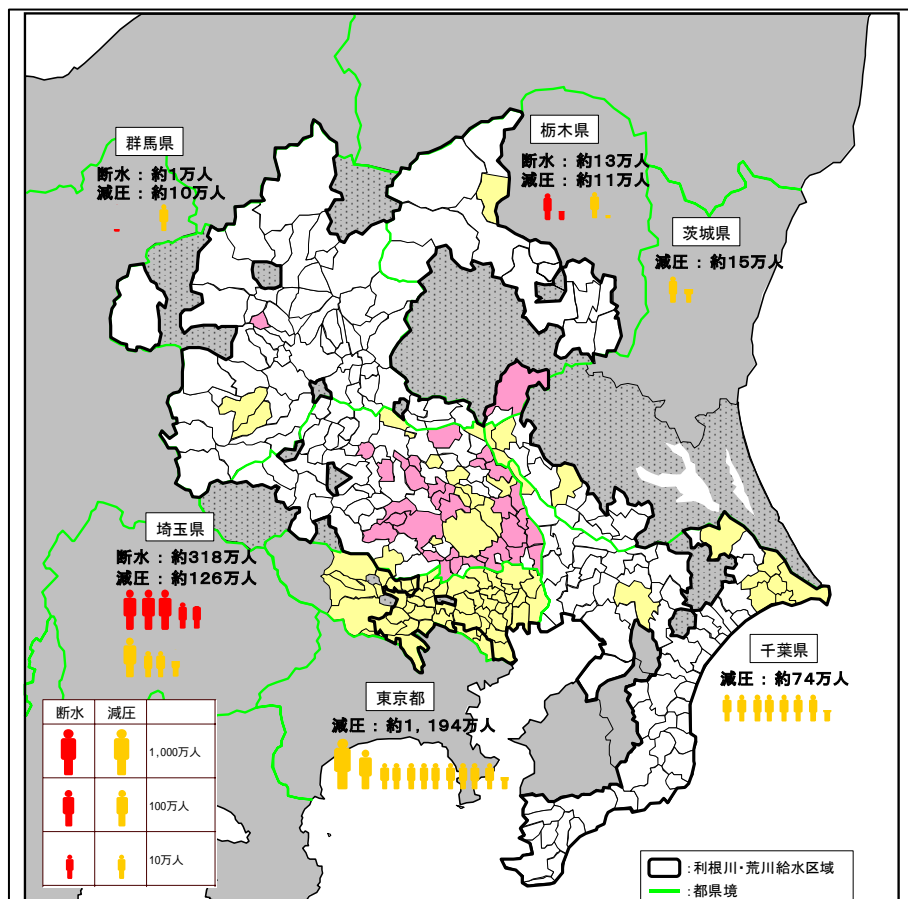 群馬県
断水：約1万人
減圧：約10万人
栃木県
断水：約13万人
減圧：約11万人
茨城県
減圧：約15万人
埼玉県
断水：約318万人
減圧：約126万人
千葉県
減圧：約74万人
東京都
減圧：約1,194万人
断水 減圧
1,000万人
100万人
10万人
：利根川・荒川給水区域
：都県境